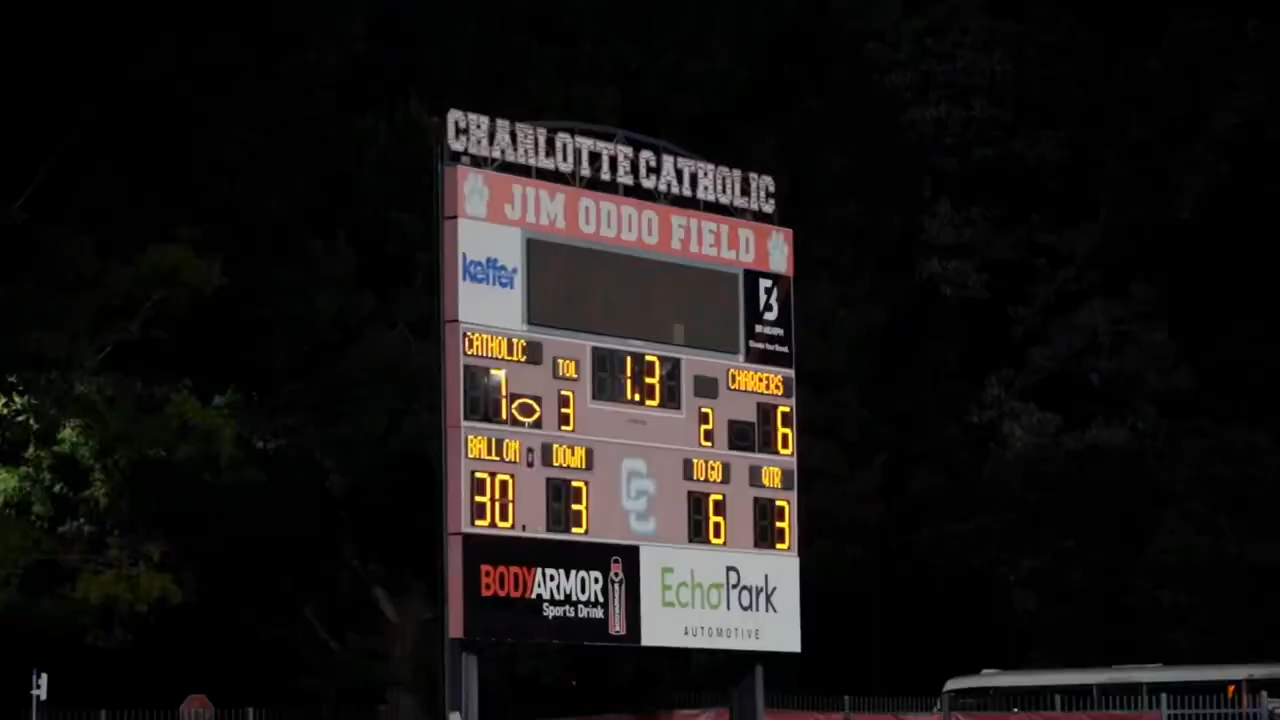 CHARLOTTE CATHOLIC
JIM ODDO FIELD
keffer
B
CATHOLIC
TOL
1.3
CHARGERS
7
3
2
6
BALL ON
DOWN
TO GO
QTR
30
3
CC
6
3
BODYARMOR
Sports Drink
EchoPark
AUTOMOTIVE